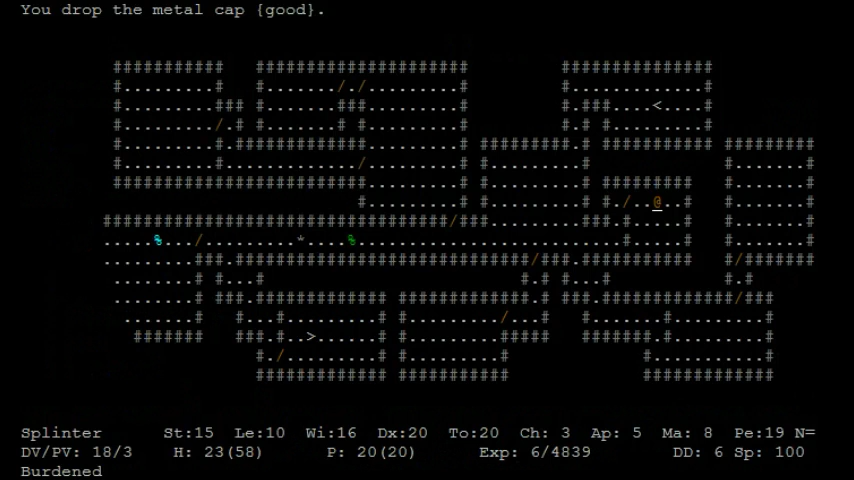 You drop the metal cap {good}.
Splinter St:15 Le:10 Wi:16 Dx:20 To:20 Ch: 3 Ap: 5 Ma: 8 Pe:19 N=
DV/PV: 18/3 H: 23(58) P: 20(20) Exp: 6/4839 DD: 6 Sp: 100
Burdened